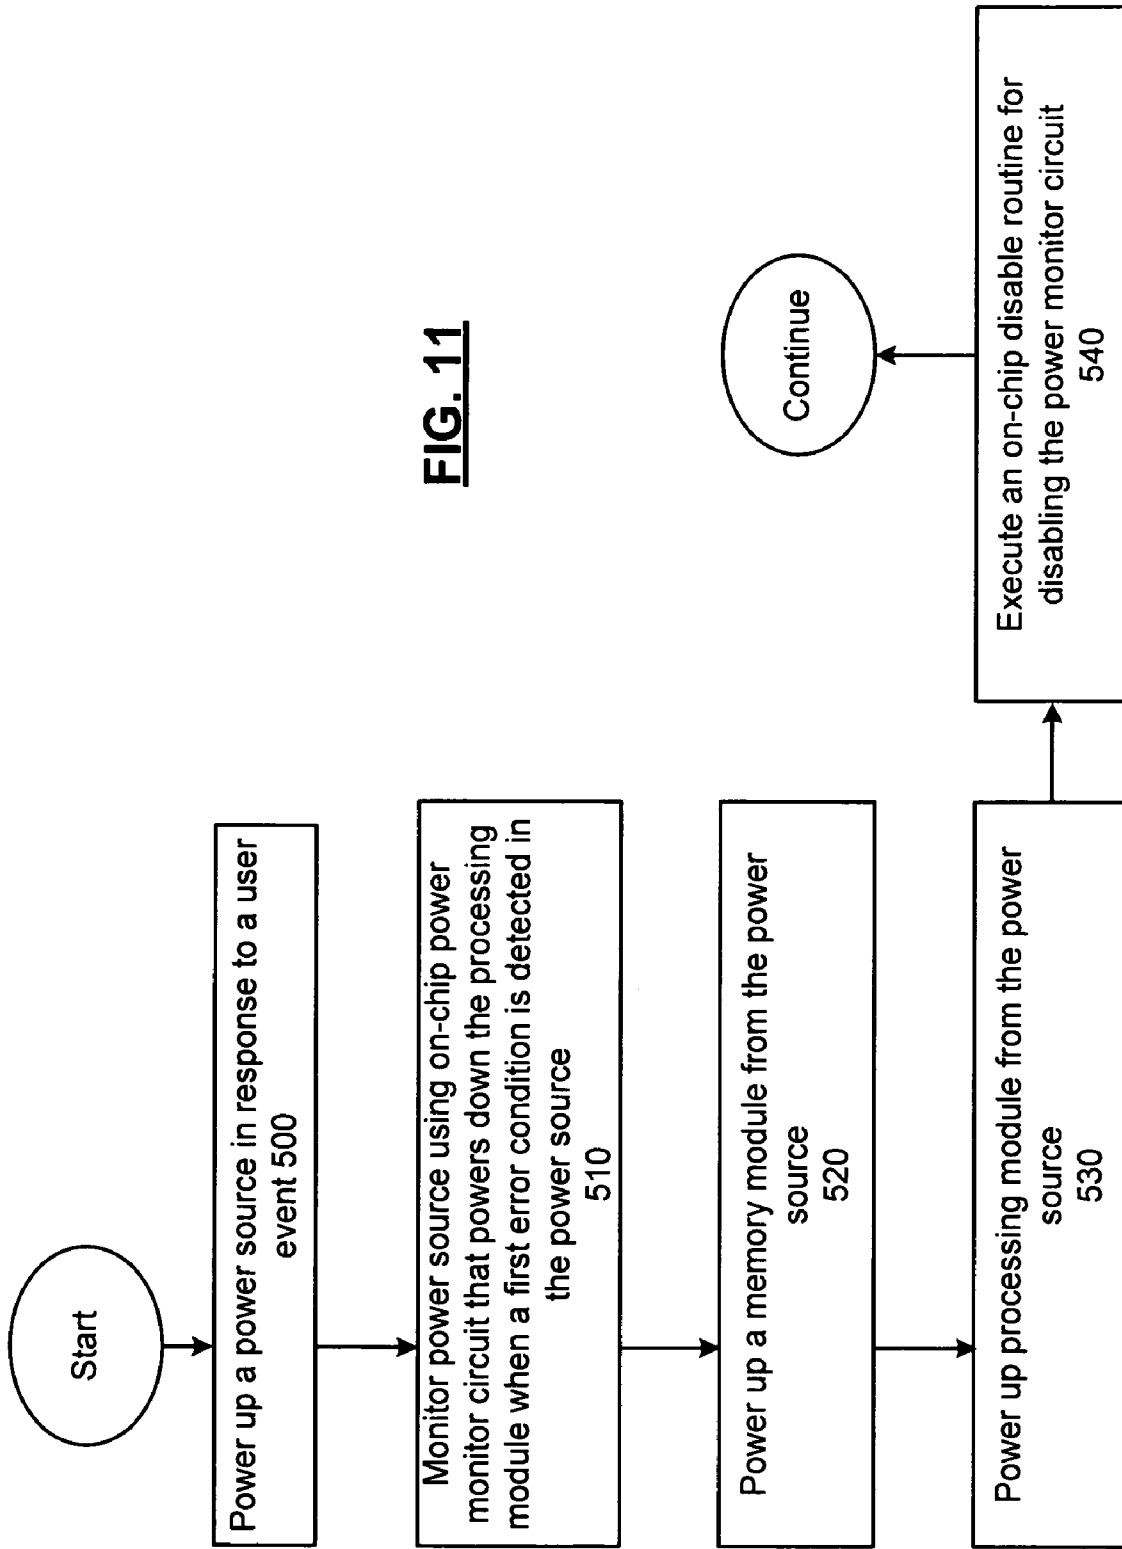 Start
Power up a power source in response to a user
event 500
Monitor power source using on-chip power
monitor circuit that powers down the processing
module when a first error condition is detected in
the power source
510
Power up a memory module from the power
source
520
Power up processing module from the power
source
530
Execute an on-chip disable routine for
disabling the power monitor circuit
540
Continue
FIG. 11